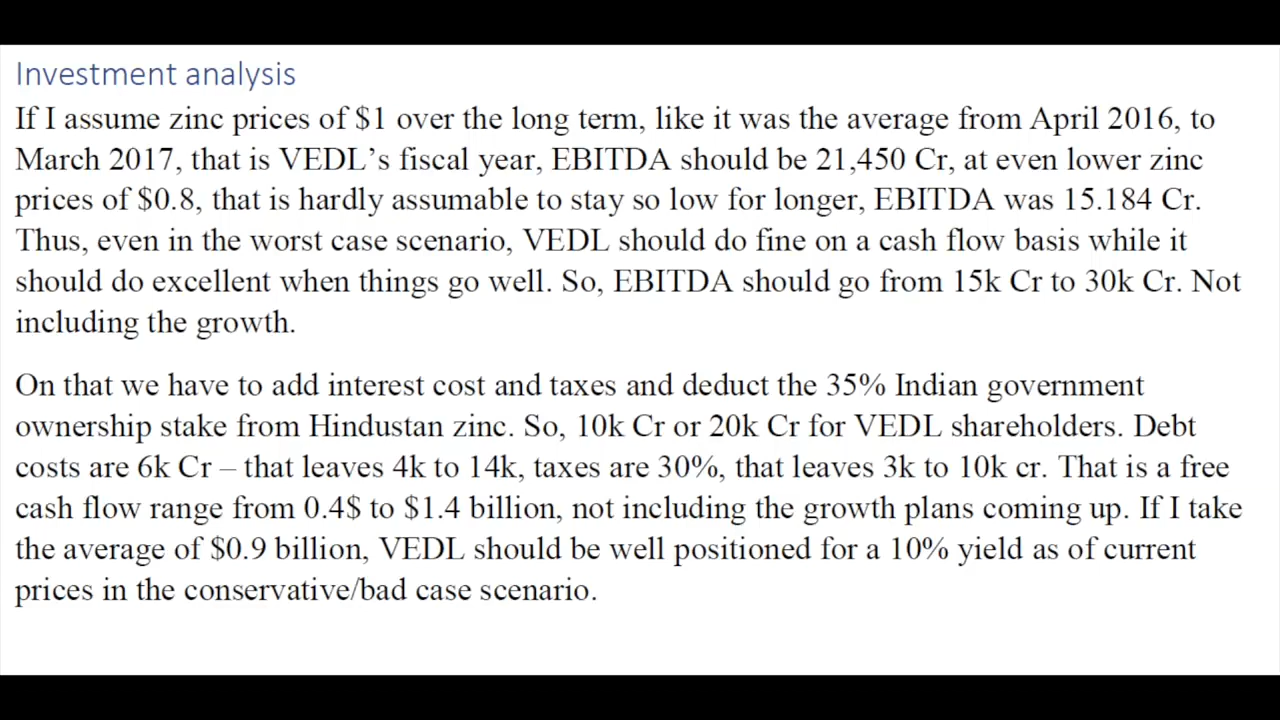 Investment analysis
If I assume zinc prices of $1 over the long term, like it was the average from April 2016, to
March 2017, that is VEDL’s fiscal year, EBITDA should be 21,450 Cr, at even lower zinc
prices of $0.8, that is hardly assumable to stay so low for longer, EBITDA was 15.184 Cr.
Thus, even in the worst case scenario, VEDL should do fine on a cash flow basis while it
should do excellent when things go well. So, EBITDA should go from 15k Cr to 30k Cr. Not
including the growth.
On that we have to add interest cost and taxes and deduct the 35% Indian government
ownership stake from Hindustan zinc. So, 10k Cr or 20k Cr for VEDL shareholders. Debt
costs are 6k Cr – that leaves 4k to 14k, taxes are 30%, that leaves 3k to 10k cr. That is a free
cash flow range from 0.4$ to $1.4 billion, not including the growth plans coming up. If I take
the average of $0.9 billion, VEDL should be well positioned for a 10% yield as of current
prices in the conservative/bad case scenario.